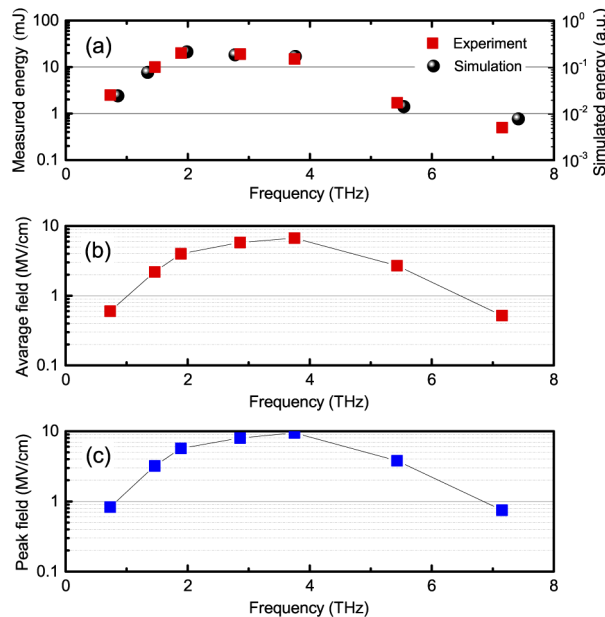 (a)
Measured energy (mJ)
100
10
1
0.1
Experiment
Simulation
10⁰
10⁻¹
10⁻²
10⁻³
Simulated energy (a.u.)
0 2 4 6 8
Frequency (THz)
(b)
Avarage field (MV/cm)
10
1
0.1
0 2 4 6 8
Frequency (THz)
(c)
Peak field (MV/cm)
10
1
0.1
0 2 4 6 8
Frequency (THz)